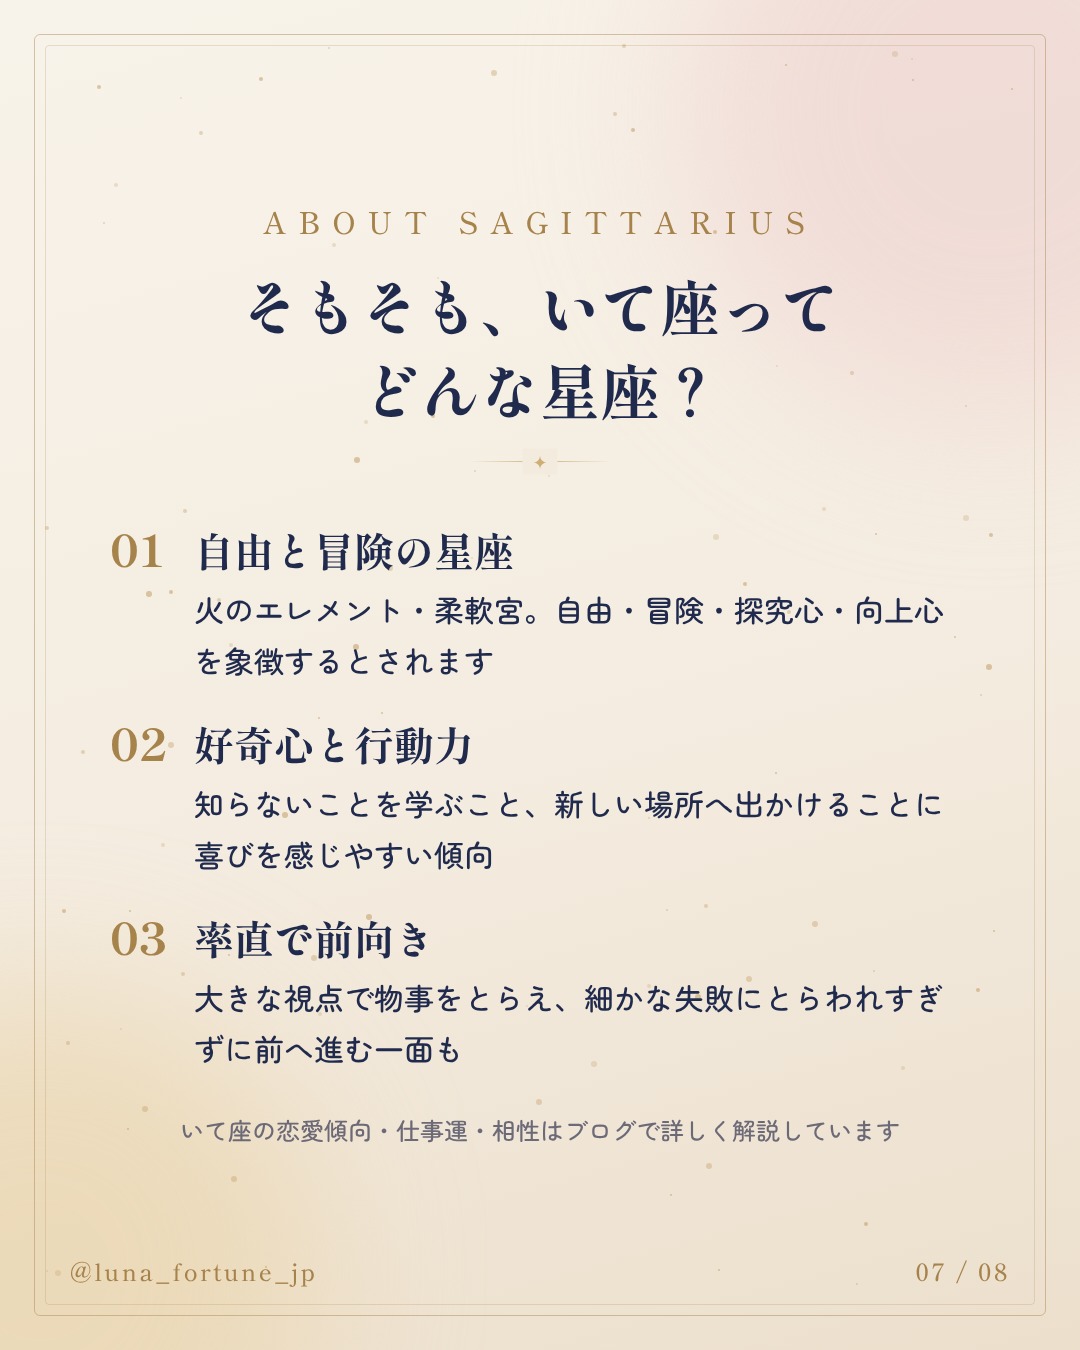 ABOUT SAGITTARIUS
そもそも、いて座って
どんな星座？
01 自由と冒険の星座
火のエレメント・柔軟宮。自由・冒険・探究心・向上心
を象徴するとされます
02 好奇心と行動力
知らないことを学ぶこと、新しい場所へ出かけることに
喜びを感じやすい傾向
03 率直で前向き
大きな視点で物事をとらえ、細かな失敗にとらわれすぎ
ずに前へ進む一面も
いて座の恋愛傾向・仕事運・相性はブログで詳しく解説しています
@luna_fortune_jp
07 / 08